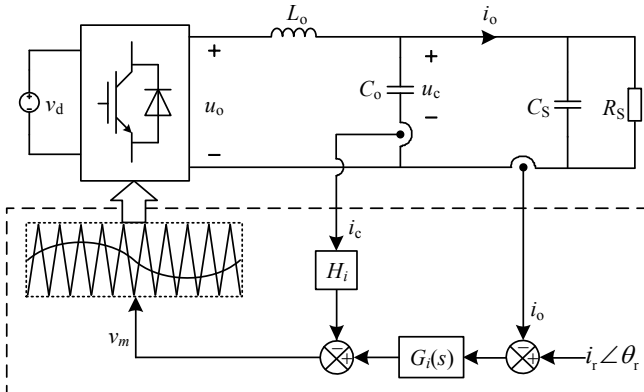 L_o
i_o
+
+
+
−
v_d
u_o
C_o
u_c
C_S
R_S
−
−
i_c
H_i
i_o
v_m
−
+
G_i(s)
−
+
i_r∠θ_r